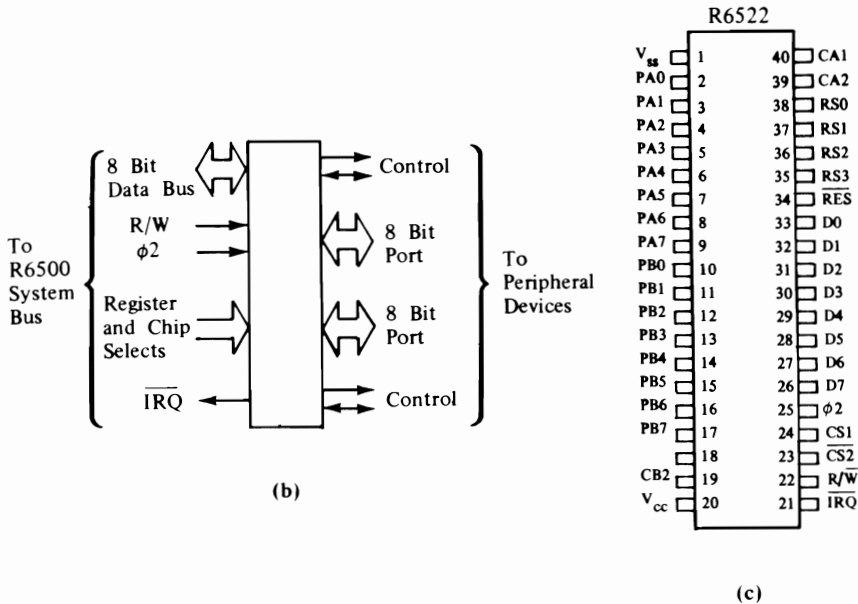 To
R6500
System
Bus
8 Bit
Data Bus
R/W
ϕ2
Register
and Chip
Selects
I̅R̅Q̅
Control
8 Bit
Port
8 Bit
Port
Control
To
Peripheral
Devices
(b)
R6522
Vss 1 40 CA1
PA0 2 39 CA2
PA1 3 38 RS0
PA2 4 37 RS1
PA3 5 36 RS2
PA4 6 35 RS3
PA5 7 34 R̅E̅S̅
PA6 8 33 D0
PA7 9 32 D1
PB0 10 31 D2
PB1 11 30 D3
PB2 12 29 D4
PB3 13 28 D5
PB4 14 27 D6
PB5 15 26 D7
PB6 16 25 ϕ2
PB7 17 24 CS1
18 23 C̅S̅2̅
CB2 19 22 R/W̅
Vcc 20 21 I̅R̅Q̅
(c)